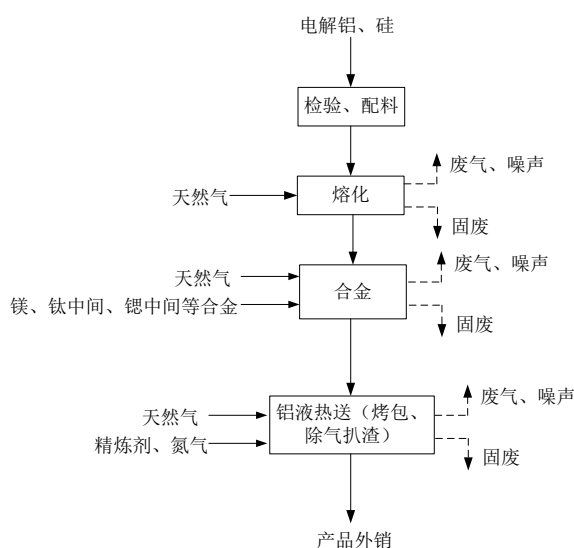 电解铝、硅
检验、配料
废气、噪声
天然气
熔化
固废
废气、噪声
天然气
合金
镁、钛中间、锶中间等合金
固废
废气、噪声
天然气
铝液热送（烤包、
除气扒渣）
精炼剂、氮气
固废
产品外销